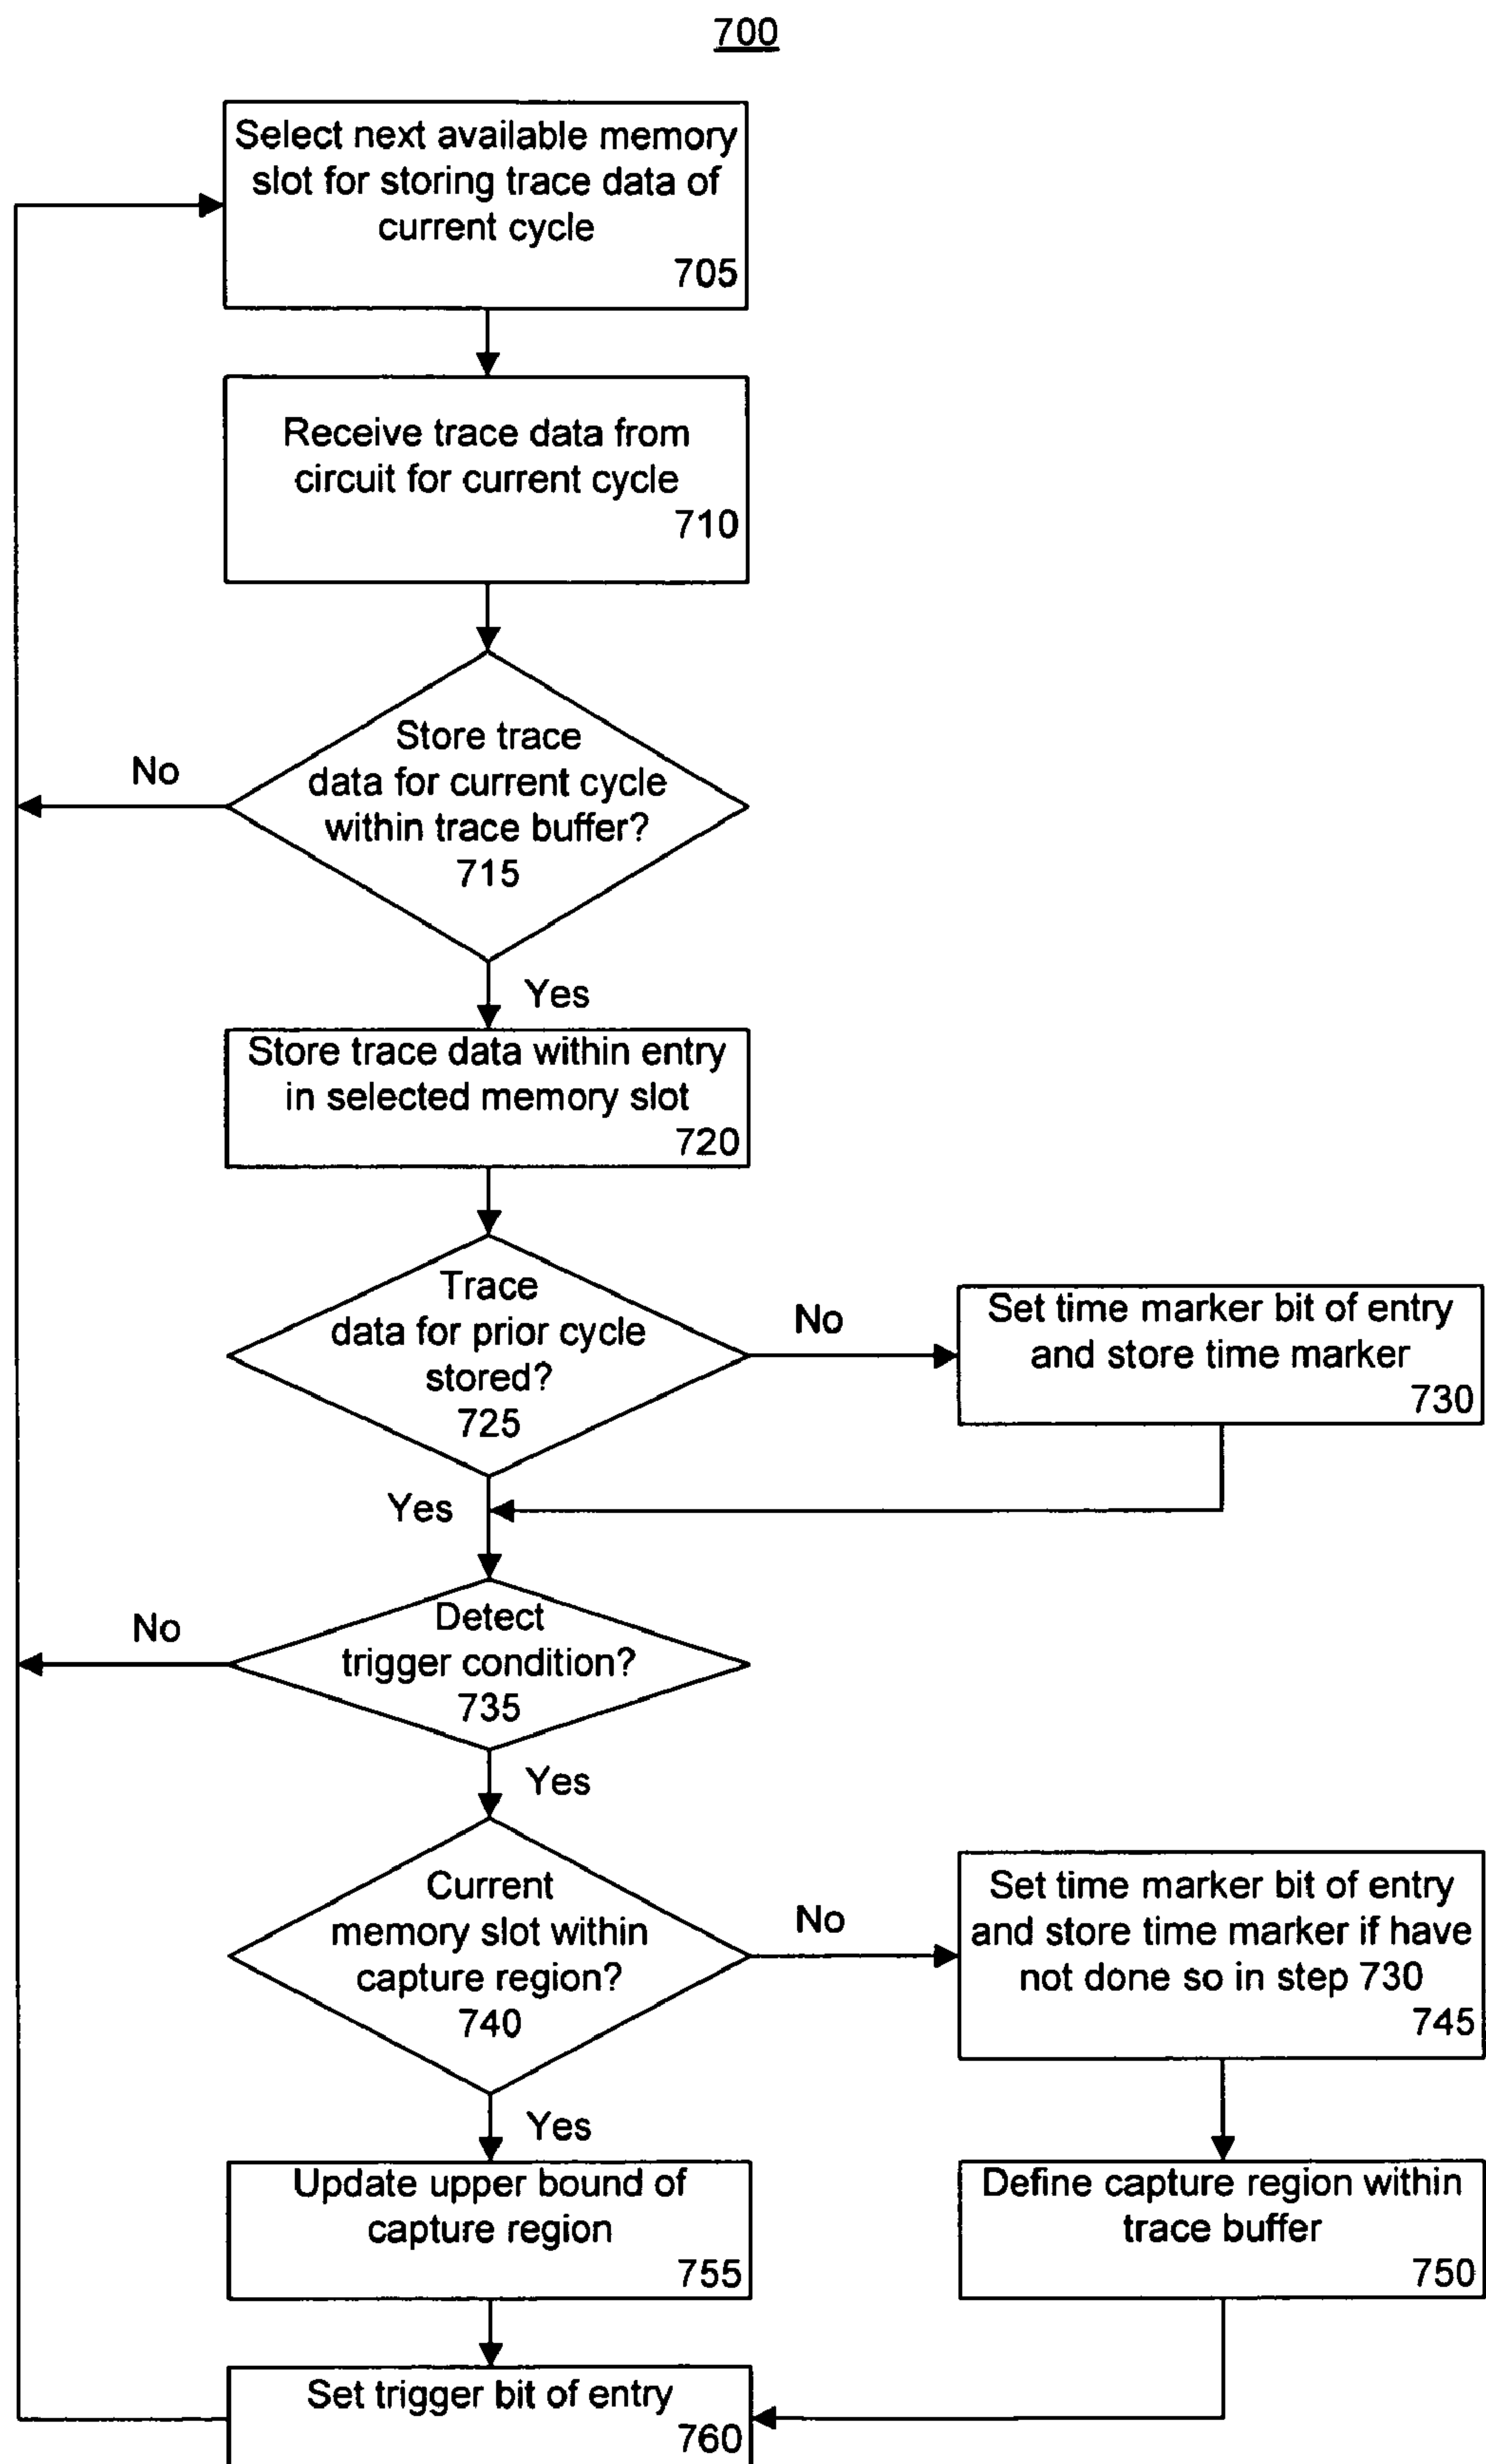 700
Select next available memory
slot for storing trace data of
current cycle
705
Receive trace data from
circuit for current cycle
710
Store trace
data for current cycle
within trace buffer?
715
No
Yes
Store trace data within entry
in selected memory slot
720
Trace
data for prior cycle
stored?
725
No
Set time marker bit of entry
and store time marker
730
Yes
Detect
trigger condition?
735
No
Yes
Current
memory slot within
capture region?
740
No
Set time marker bit of entry
and store time marker if have
not done so in step 730
745
Yes
Update upper bound of
capture region
755
Define capture region within
trace buffer
750
Set trigger bit of entry
760